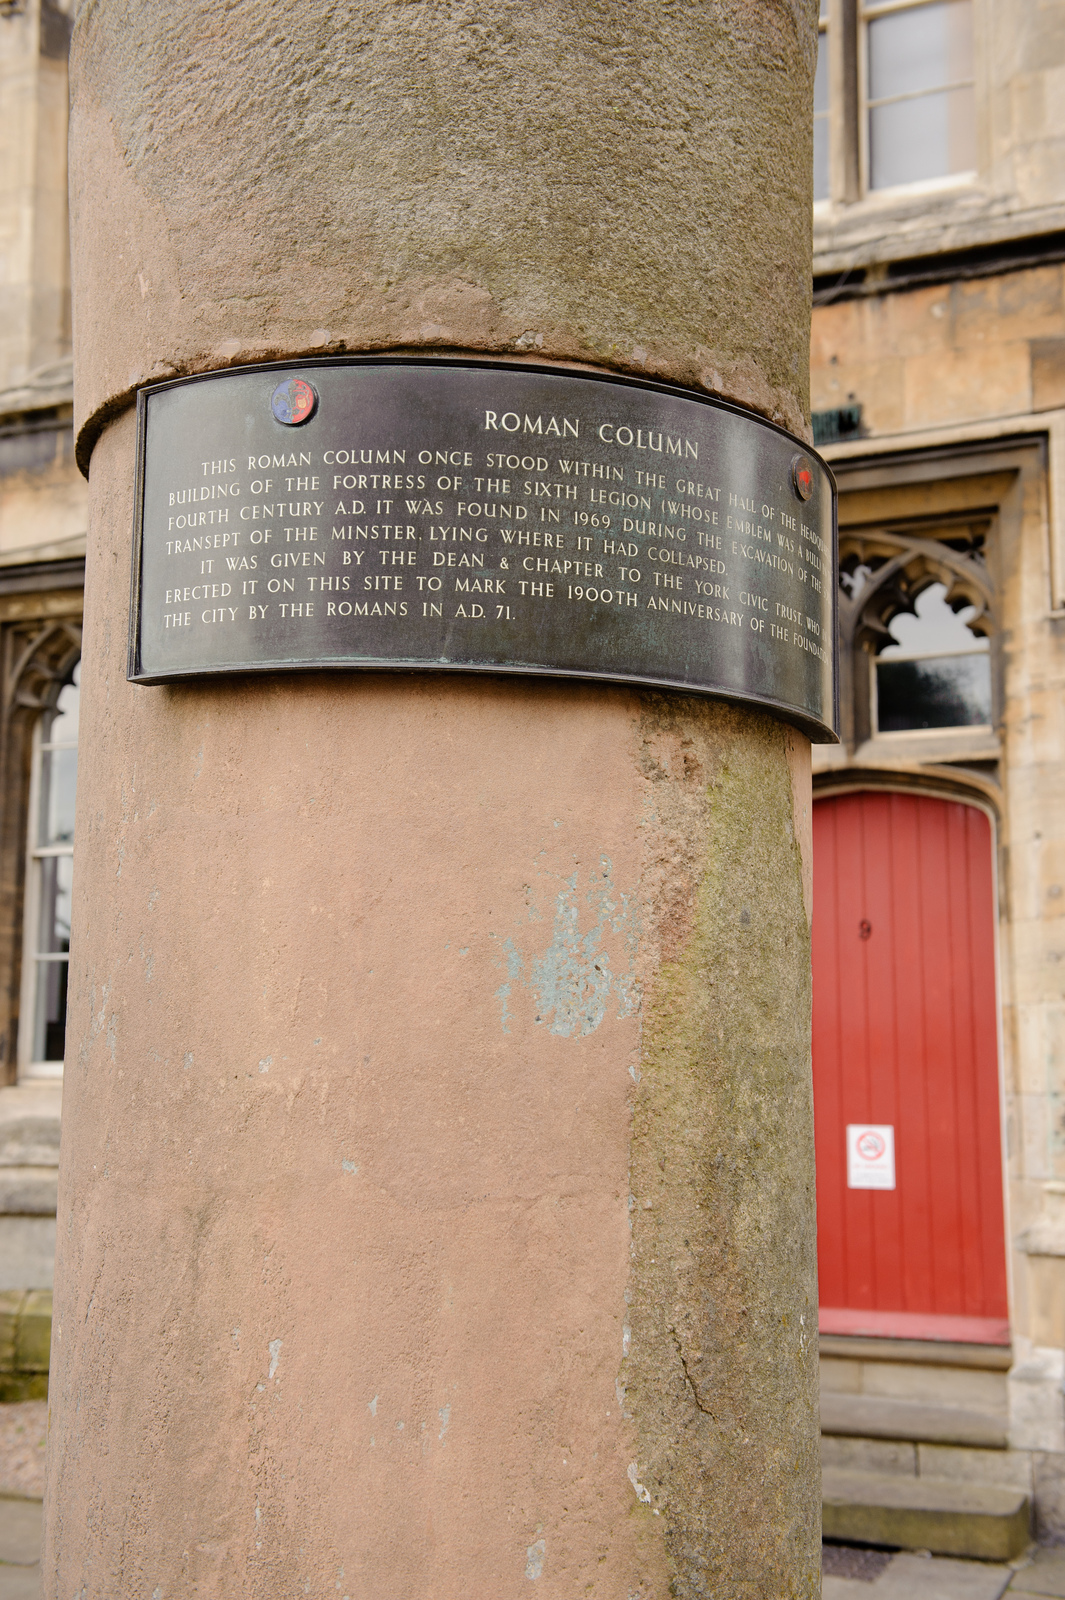 ROMAN COLUMN
THIS ROMAN COLUMN ONCE STOOD WITHIN THE GREAT HALL OF THE
BUILDING OF THE FORTRESS OF THE SIXTH LEGION (WHOSE EMBLEM WAS A
FOURTH CENTURY A.D. IT WAS FOUND IN 1969 DURING THE EXCAVATION OF THE
TRANSEPT OF THE MINSTER, LYING WHERE IT HAD COLLAPSED.
IT WAS GIVEN BY THE DEAN & CHAPTER TO THE YORK CIVIC TRUST, WHO
ERECTED IT ON THIS SITE TO MARK THE 1900TH ANNIVERSARY OF THE
THE CITY BY THE ROMANS IN A.D. 71.
9